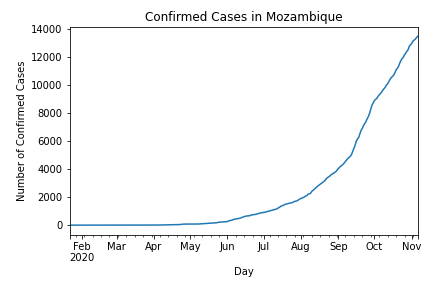 Confirmed Cases in Mozambique
14000
12000
10000
8000
6000
4000
2000
0
Number of Confirmed Cases
Feb Mar Apr May Jun Jul Aug Sep Oct Nov
2020
Day